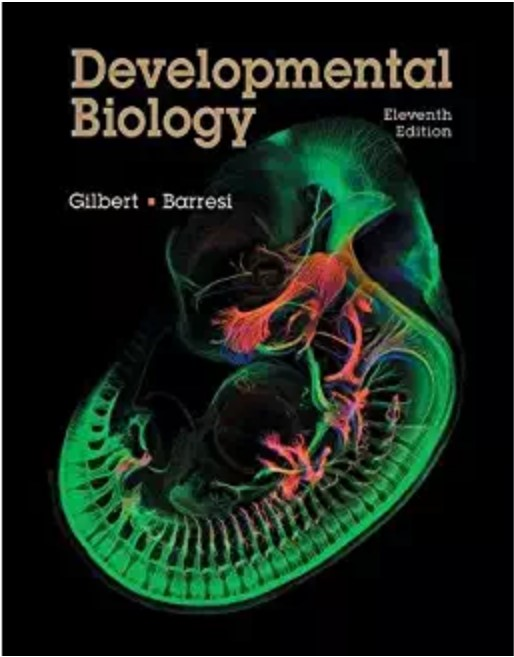 Developmental
Biology
Eleventh
Edition
Gilbert ▪ Barresi